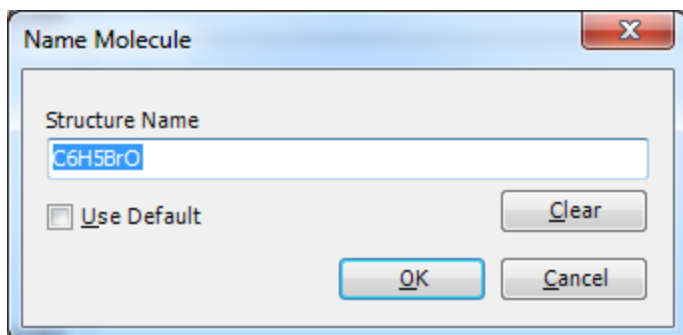 Name Molecule
Structure Name
C6H5BrO
Use Default
Clear
OK
Cancel